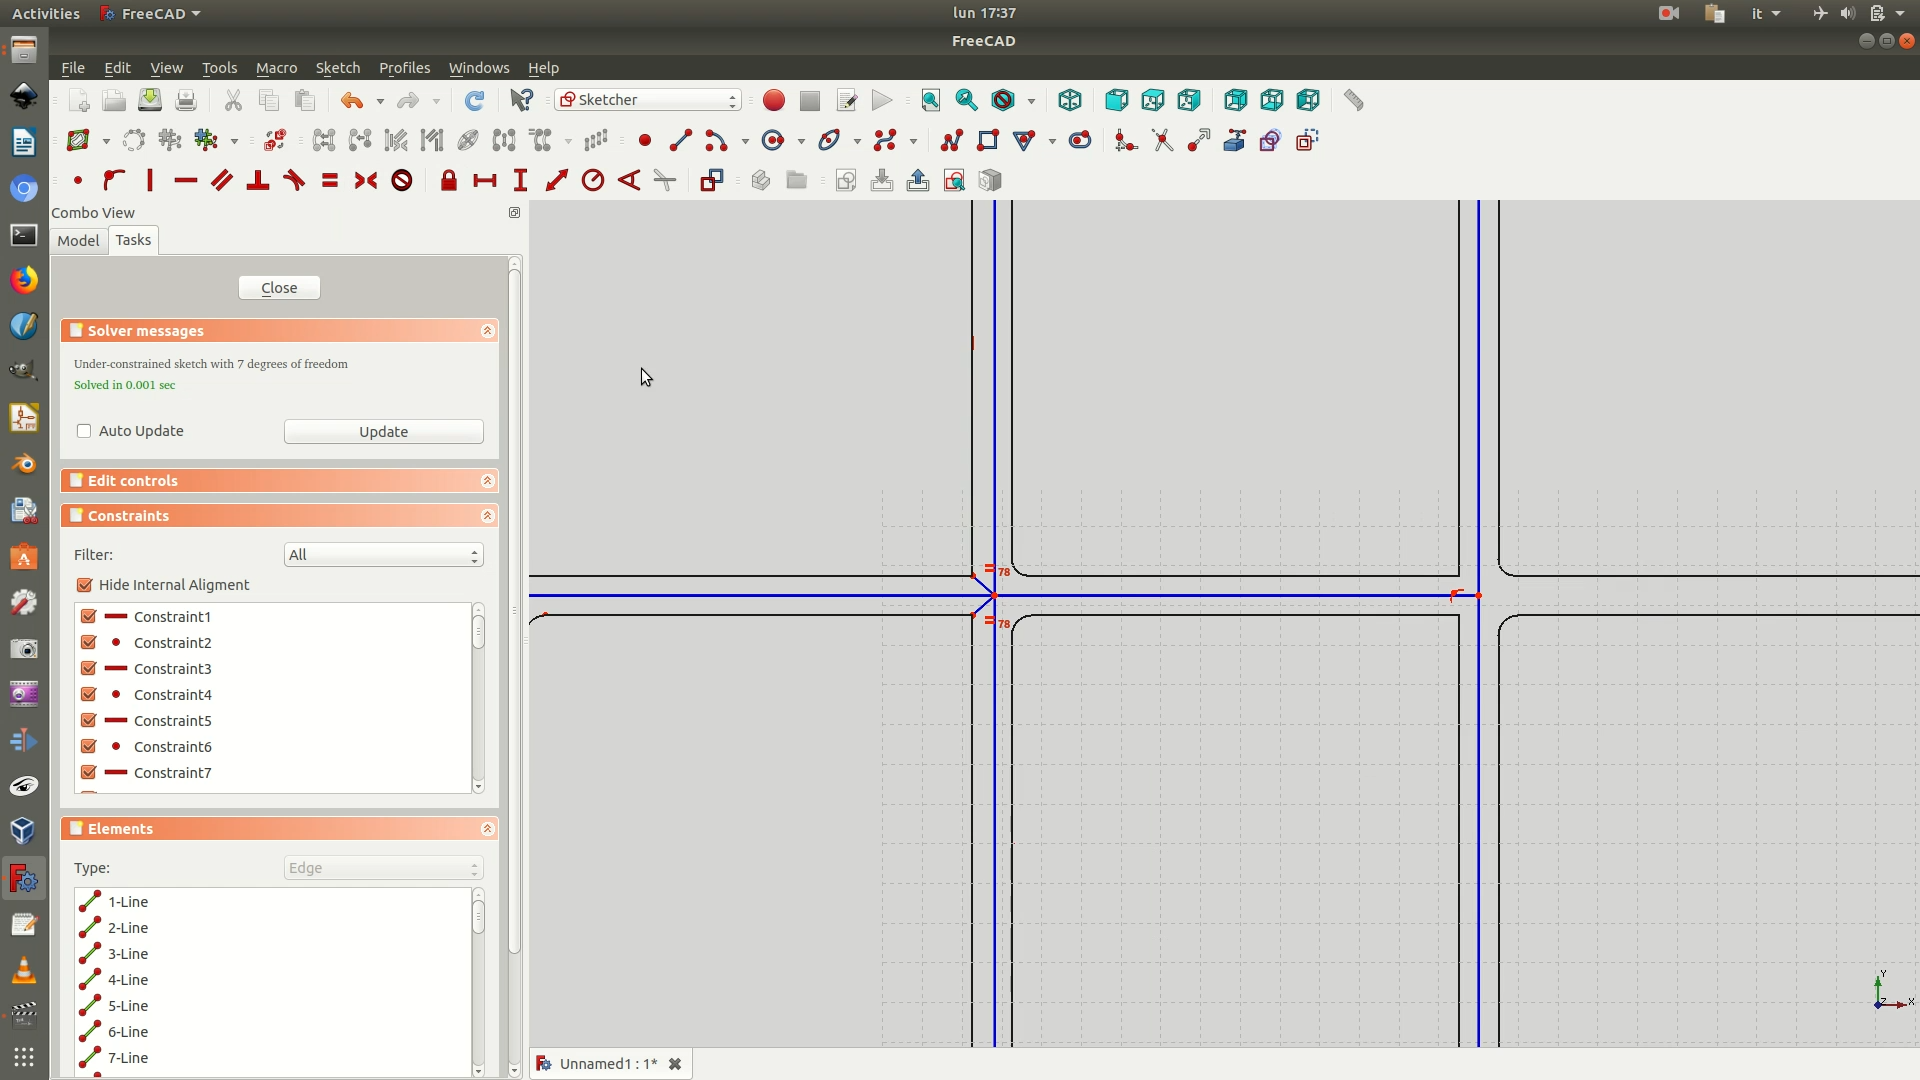 Activities FreeCAD lun 17:37 it
FreeCAD
File Edit View Tools Macro Sketch Profiles Windows Help
Sketcher
Combo View
Model Tasks
Close
Solver messages
Under-constrained sketch with 7 degrees of freedom
Solved in 0.001 sec
Auto Update Update
Edit controls
Constraints
Filter: All
Hide Internal Aligment
Constraint1
Constraint2
Constraint3
Constraint4
Constraint5
Constraint6
Constraint7
Elements
Type: Edge
1-Line
2-Line
3-Line
4-Line
5-Line
6-Line
7-Line
78
78
Y
Z X
Unnamed1 : 1*